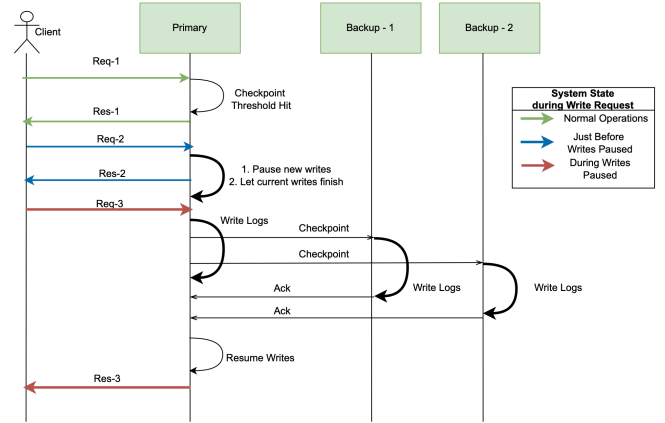 Client
Primary
Backup - 1
Backup - 2
Req-1
Checkpoint
Threshold Hit
Res-1
Req-2
1. Pause new writes
2. Let current writes finish
Res-2
Req-3
Write Logs
Checkpoint
Checkpoint
Ack
Write Logs
Write Logs
Ack
Resume Writes
Res-3
System State
during Write Request
Normal Operations
Just Before
Writes Paused
During Writes
Paused